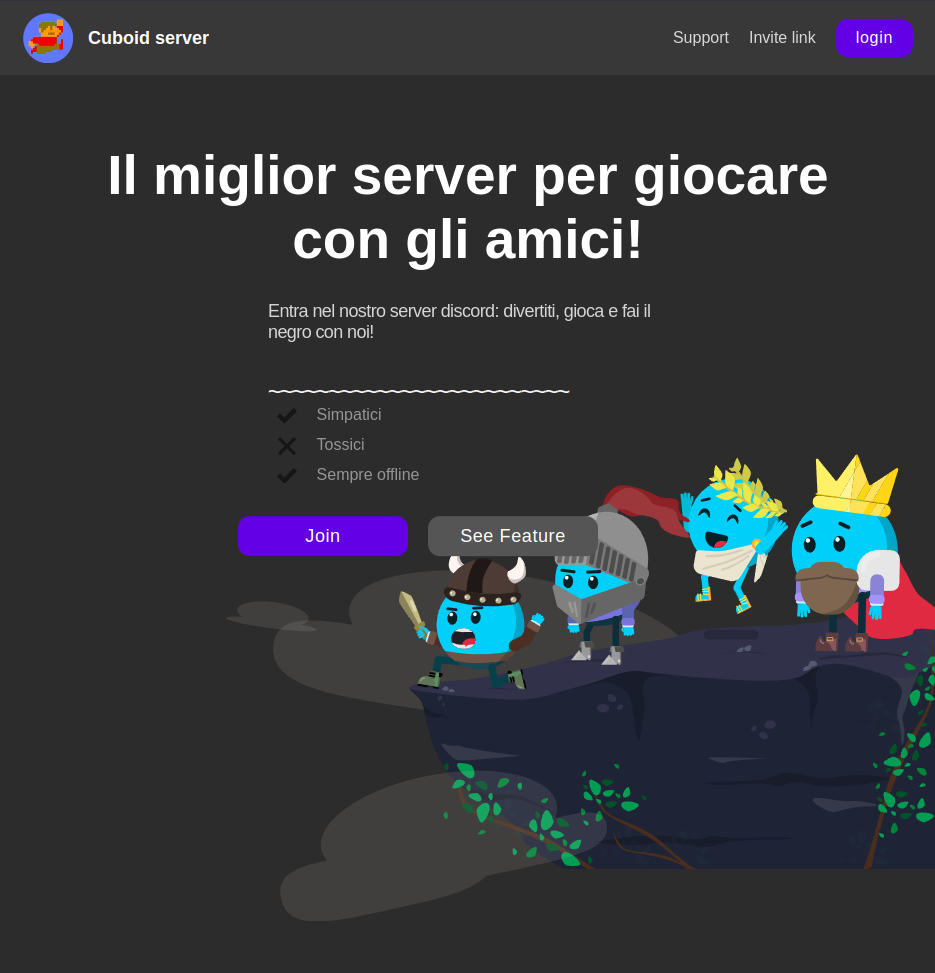 Cuboid server
Support
Invite link
login
Il miglior server per giocare
con gli amici!
Entra nel nostro server discord: divertiti, gioca e fai il
negro con noi!
~~~~~~~~~~~~~~~~~~~~~~~~~
Simpatici
Tossici
Sempre offline
Join
See Feature